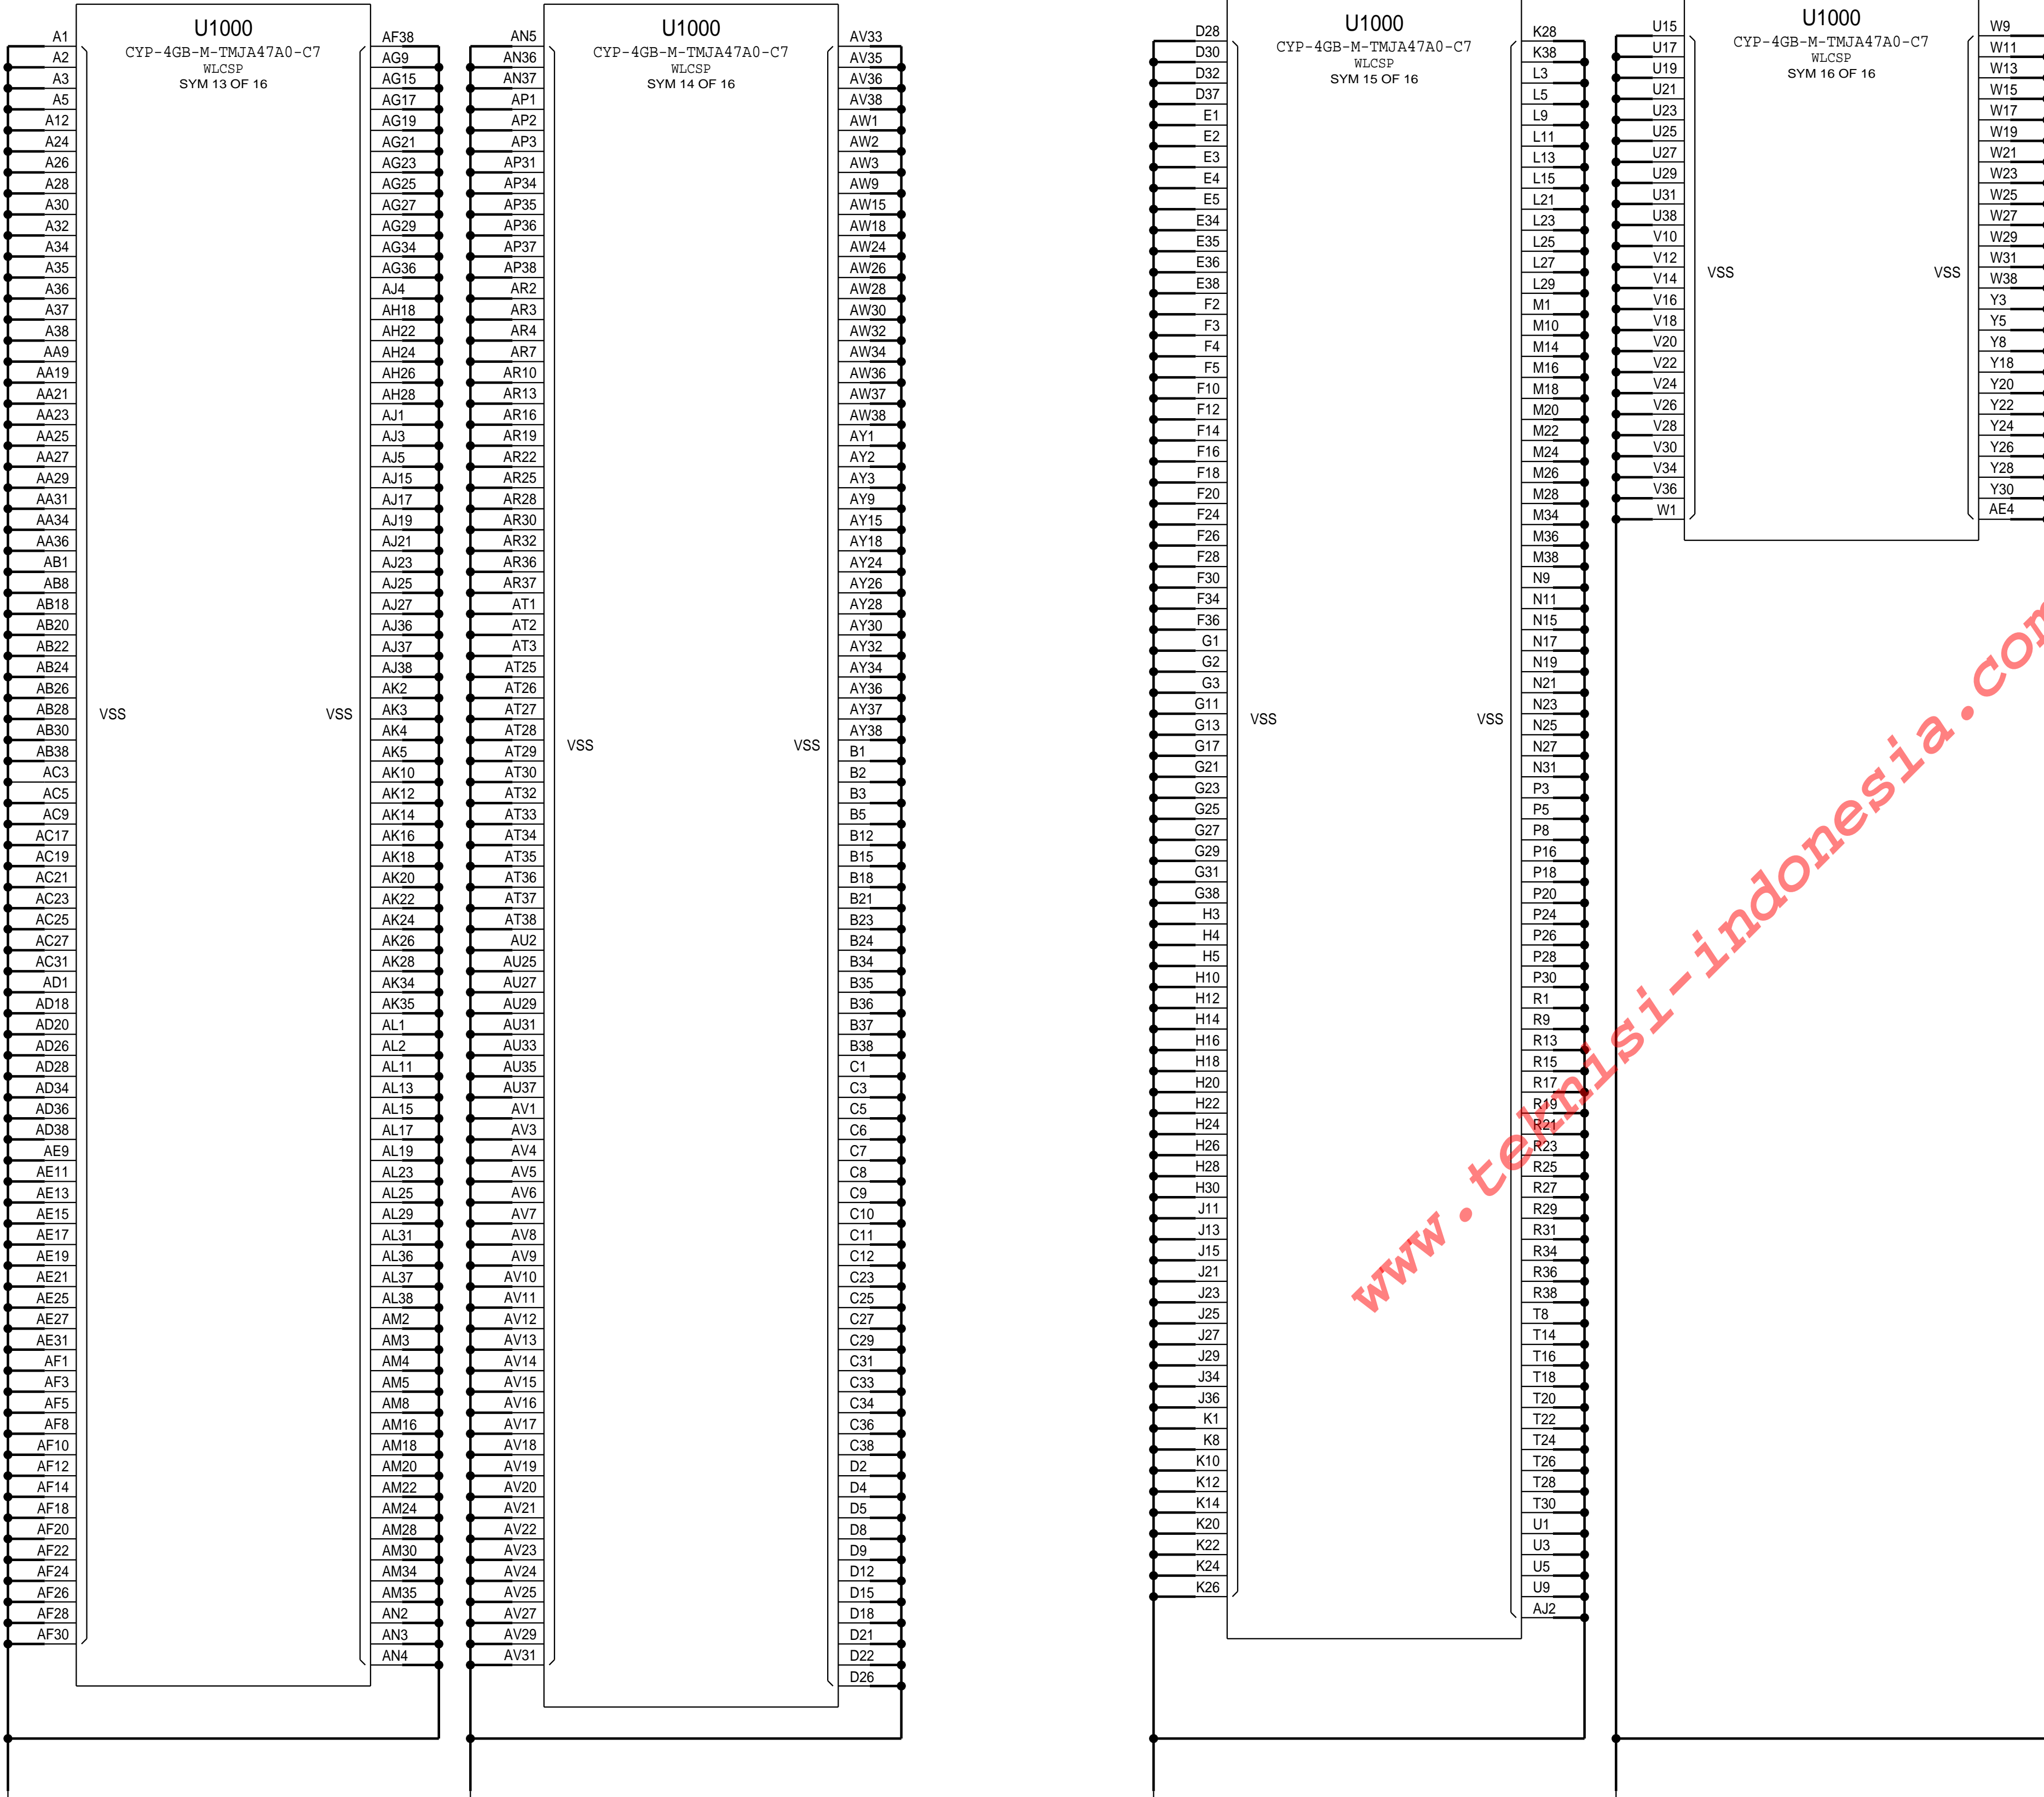 U1000
CYP-4GB-M-TMJA47A0-C7
WLCSP
SYM 13 OF 16
A1
A2
A3
A5
A12
A24
A26
A28
A30
A32
A34
A35
A36
A37
A38
AA9
AA19
AA21
AA23
AA25
AA27
AA29
AA31
AA34
AA36
AB1
AB8
AB18
AB20
AB22
AB24
AB26
AB28
AB30
AB38
AC3
AC5
AC9
AC17
AC19
AC21
AC23
AC25
AC27
AC31
AD1
AD18
AD20
AD26
AD28
AD34
AD36
AD38
AE9
AE11
AE13
AE15
AE17
AE19
AE21
AE25
AE27
AE31
AF1
AF3
AF5
AF8
AF10
AF12
AF14
AF18
AF20
AF22
AF24
AF26
AF28
AF30
VSS
VSS
AF38
AG9
AG15
AG17
AG19
AG21
AG23
AG25
AG27
AG29
AG34
AG36
AJ4
AH18
AH22
AH24
AH26
AH28
AJ1
AJ3
AJ5
AJ15
AJ17
AJ19
AJ21
AJ23
AJ25
AJ27
AJ36
AJ37
AJ38
AK2
AK3
AK4
AK5
AK10
AK12
AK14
AK16
AK18
AK20
AK22
AK24
AK26
AK28
AK34
AK35
AL1
AL2
AL11
AL13
AL15
AL17
AL19
AL23
AL25
AL29
AL31
AL36
AL37
AL38
AM2
AM3
AM4
AM5
AM8
AM16
AM18
AM20
AM22
AM24
AM28
AM30
AM34
AM35
AN2
AN3
AN4
U1000
CYP-4GB-M-TMJA47A0-C7
WLCSP
SYM 14 OF 16
AN5
AN36
AN37
AP1
AP2
AP3
AP31
AP34
AP35
AP36
AP37
AP38
AR2
AR3
AR4
AR7
AR10
AR13
AR16
AR19
AR22
AR25
AR28
AR30
AR32
AR36
AR37
AT1
AT2
AT3
AT25
AT26
AT27
AT28
AT29
AT30
AT32
AT33
AT34
AT35
AT36
AT37
AT38
AU2
AU25
AU27
AU29
AU31
AU33
AU35
AU37
AV1
AV3
AV4
AV5
AV6
AV7
AV8
AV9
AV10
AV11
AV12
AV13
AV14
AV15
AV16
AV17
AV18
AV19
AV20
AV21
AV22
AV23
AV24
AV25
AV27
AV29
AV31
VSS
VSS
AV33
AV35
AV36
AV38
AW1
AW2
AW3
AW9
AW15
AW18
AW24
AW26
AW28
AW30
AW32
AW34
AW36
AW37
AW38
AY1
AY2
AY3
AY9
AY15
AY18
AY24
AY26
AY28
AY30
AY32
AY34
AY36
AY37
AY38
B1
B2
B3
B5
B12
B15
B18
B21
B23
B24
B34
B35
B36
B37
B38
C1
C3
C5
C6
C7
C8
C9
C10
C11
C12
C23
C25
C27
C29
C31
C33
C34
C36
C38
D2
D4
D5
D8
D9
D12
D15
D18
D21
D22
D26
U1000
CYP-4GB-M-TMJA47A0-C7
WLCSP
SYM 15 OF 16
D28
D30
D32
D37
E1
E2
E3
E4
E5
E34
E35
E36
E38
F2
F3
F4
F5
F10
F12
F14
F16
F18
F20
F24
F26
F28
F30
F34
F36
G1
G2
G3
G11
G13
G17
G21
G23
G25
G27
G29
G31
G38
H3
H4
H5
H10
H12
H14
H16
H18
H20
H22
H24
H26
H28
H30
J11
J13
J15
J21
J23
J25
J27
J29
J34
J36
K1
K8
K10
K12
K14
K20
K22
K24
K26
VSS
VSS
K28
K38
L3
L5
L9
L11
L13
L15
L21
L23
L25
L27
L29
M1
M10
M14
M16
M18
M20
M22
M24
M26
M28
M34
M36
M38
N9
N11
N15
N17
N19
N21
N23
N25
N27
N31
P3
P5
P8
P16
P18
P20
P24
P26
P28
P30
R1
R9
R13
R15
R17
R19
R21
R23
R25
R27
R29
R31
R34
R36
R38
T8
T14
T16
T18
T20
T22
T24
T26
T28
T30
U1
U3
U5
U9
AJ2
U1000
CYP-4GB-M-TMJA47A0-C7
WLCSP
SYM 16 OF 16
U15
U17
U19
U21
U23
U25
U27
U29
U31
U38
V10
V12
V14
V16
V18
V20
V22
V24
V26
V28
V30
V34
V36
W1
VSS
VSS
W9
W11
W13
W15
W17
W19
W21
W23
W25
W27
W29
W31
W38
Y3
Y5
Y8
Y18
Y20
Y22
Y24
Y26
Y28
Y30
AE4
www.teknisi-indonesia.com